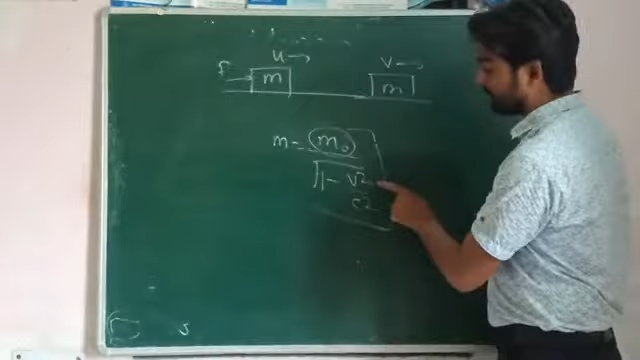 u →
v →
F → m
m
m = m₀
√1 - v²
c²